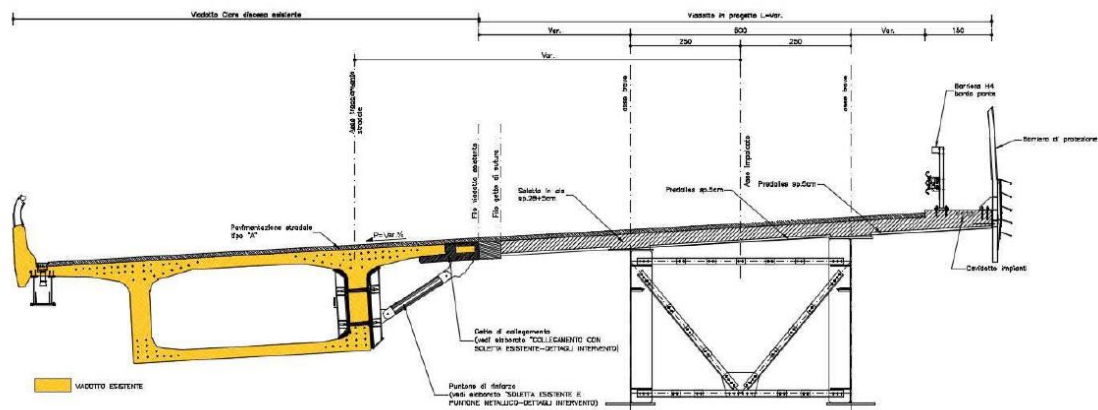 Viadotto Ciare discesa esistente
Viadotto in progetto L=Var.
Var.
500
Var.
150
250
250
Var.
Asse tracciamento
stradale
Filo viadotto esistente
Filo getto di suture
asse trave
Asse impalcato
asse trave
Barriera H4
bordo ponte
Barriera di protezione
Soletta in cls
sp.28+5cm
Predalles sp.5cm
Predalles sp.5cm
Pavimentazione stradale
tipo "A"
P=Var.%
Cavidotto impianti
Getto di collegamento
(vedi elaborato "COLLEGAMENTO CON
SOLETTA ESISTENTE-DETTAGLI INTERVENTO)
Puntone di rinforzo
(vedi elaborato "SOLETTA ESISTENTE E
PUNTONE METALLICO-DETTAGLI INTERVENTO)
VIADOTTO ESISTENTE